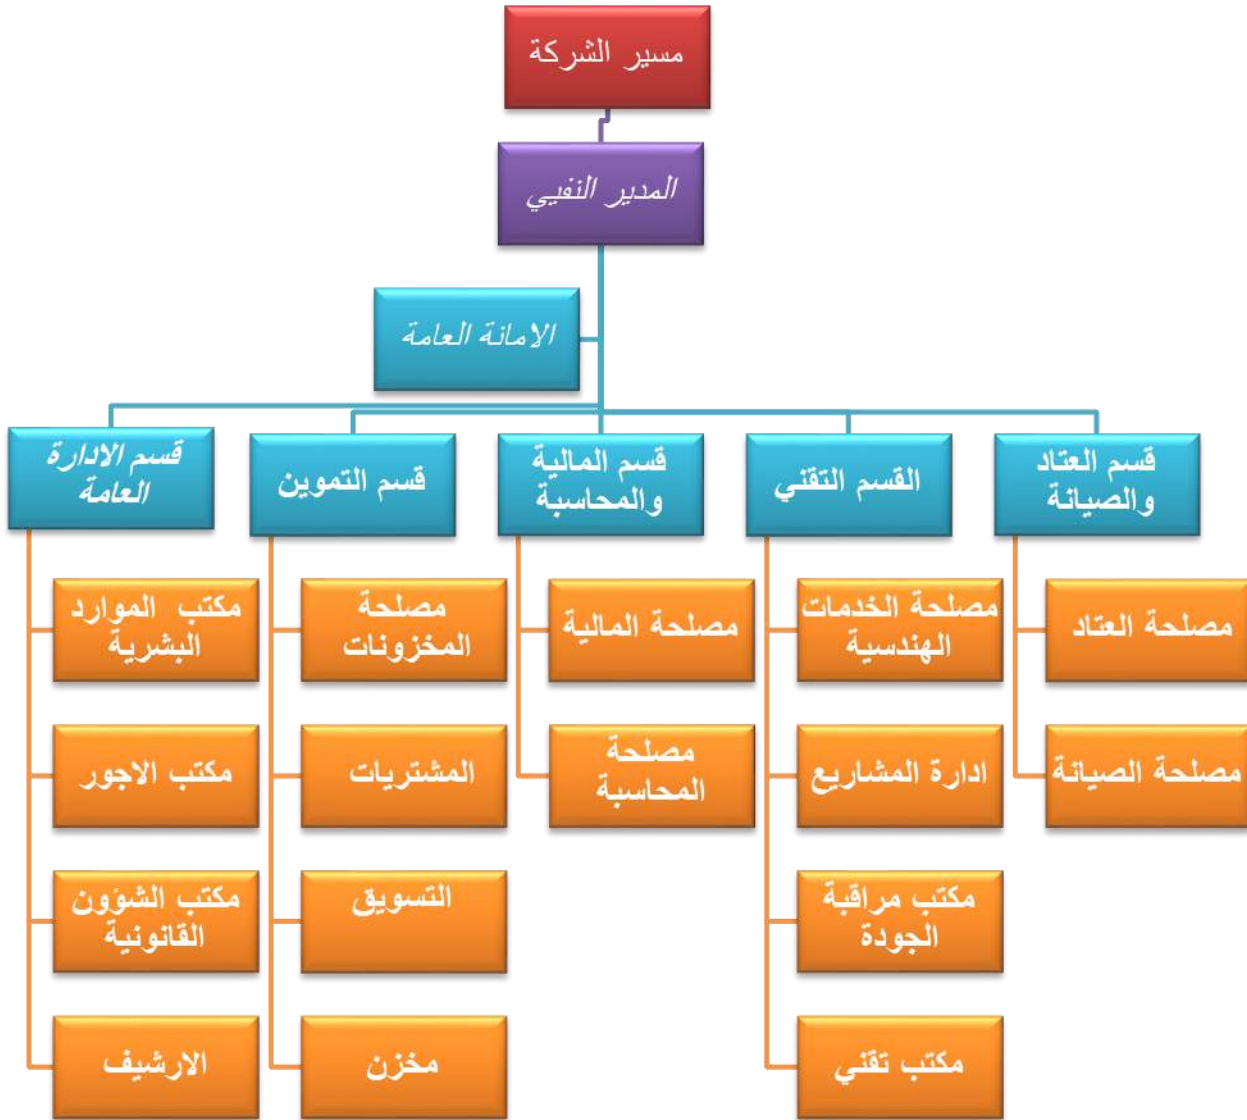 مسير الشركة
المدير النفيي
الامانة العامة
قسم العتاد
والصيانة
القسم التقني
قسم المالية
والمحاسبة
قسم التموين
قسم الادارة
العامة
مصلحة العتاد
مصلحة الخدمات
الهندسية
مصلحة المالية
مصلحة
المخزونات
مكتب الموارد
البشرية
مصلحة الصيانة
ادارة المشاريع
مصلحة
المحاسبة
المشتريات
مكتب الاجور
مكتب مراقبة
الجودة
التسويق
مكتب الشؤون
القانونية
مكتب تقني
مخزن
الارشيف